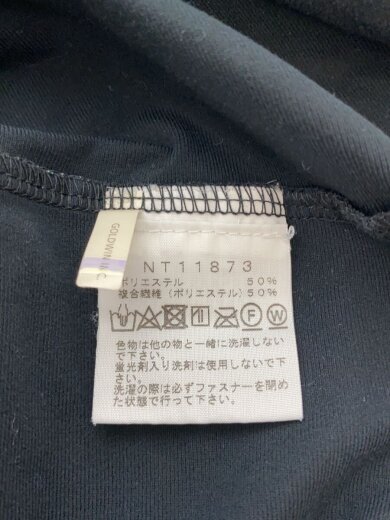 GOLDWIN INC.
NT11873
ポリエステル 50%
複合繊維(ポリエステル)50%
F W
色物は他の物と一緒に洗濯しない
で下さい。
蛍光剤入り洗剤は使用しないで下
さい。
洗濯の際は必ずファスナーを閉め
た状態で行って下さい。